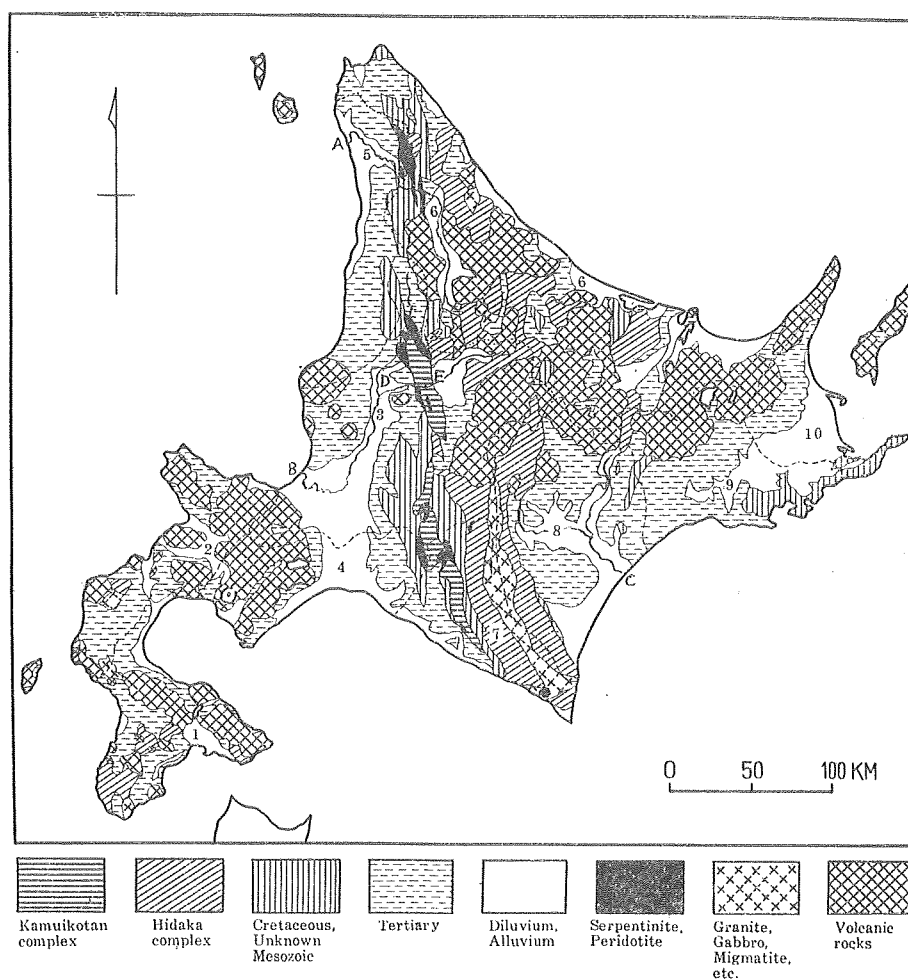 A
5
6
6
D
E
3
B
10
9
2
8
4
C
7
1
0 50 100 KM
Kamuikotan
complex
Hidaka
complex
Cretaceous,
Unknown
Mesozoic
Tertiary
Diluvium,
Alluvium
Serpentinite,
Peridotite
Granite,
Gabbro,
Migmatite,
etc.
Volcanic
rocks